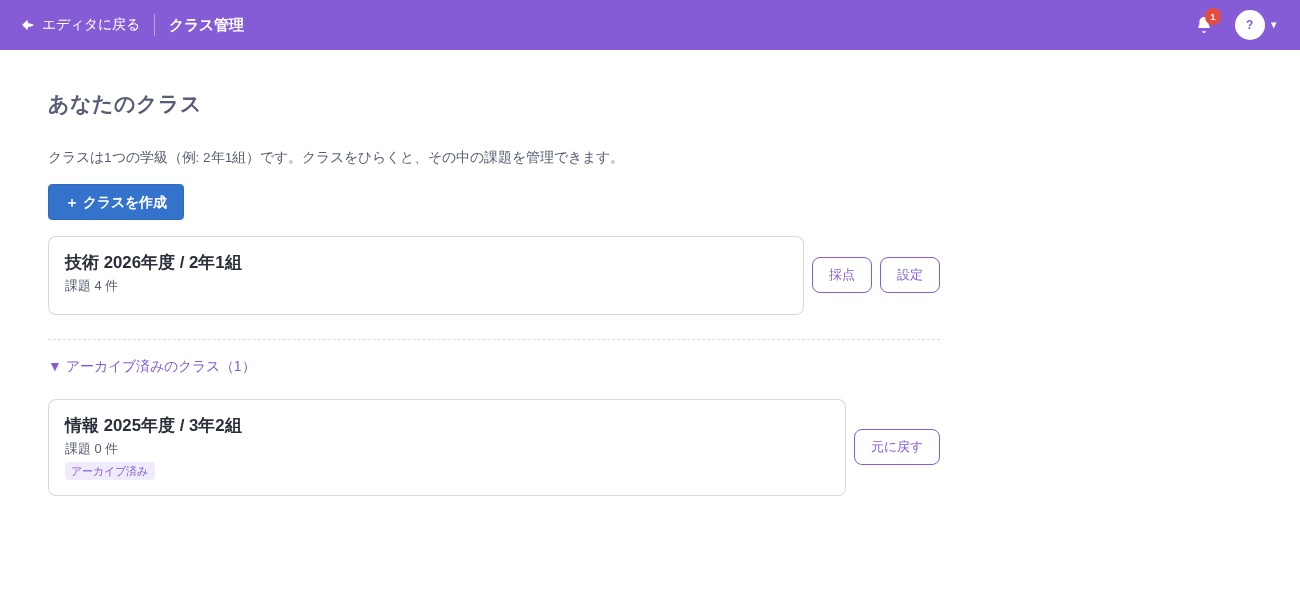 エディタに戻る
クラス管理
1
?
▼
あなたのクラス
クラスは1つの学級（例: 2年1組）です。クラスをひらくと、その中の課題を管理できます。
＋ クラスを作成
技術 2026年度 / 2年1組
課題 4 件
採点
設定
▼ アーカイブ済みのクラス（1）
情報 2025年度 / 3年2組
課題 0 件
アーカイブ済み
元に戻す